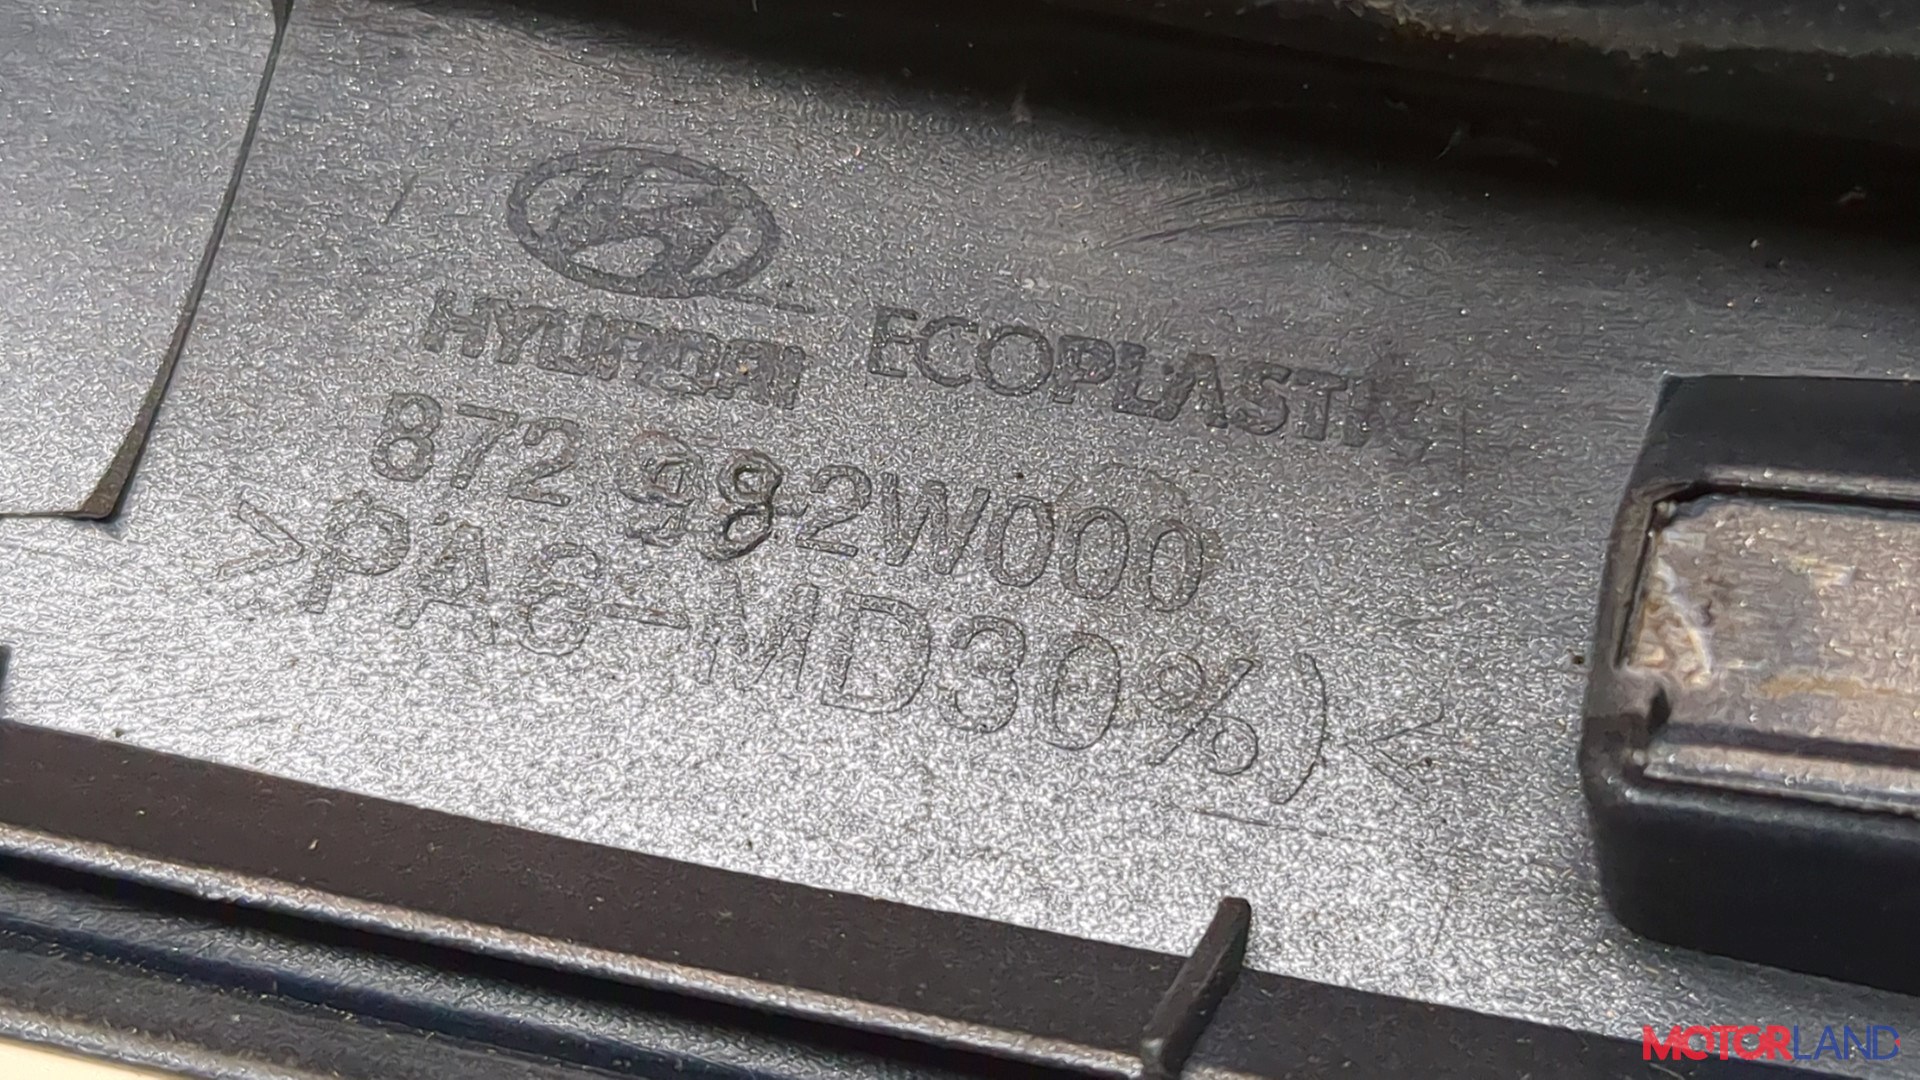 HYUNDAI ECOPLASTIC
872 982W000
>PA6-MD30%)<
MOTORLAND